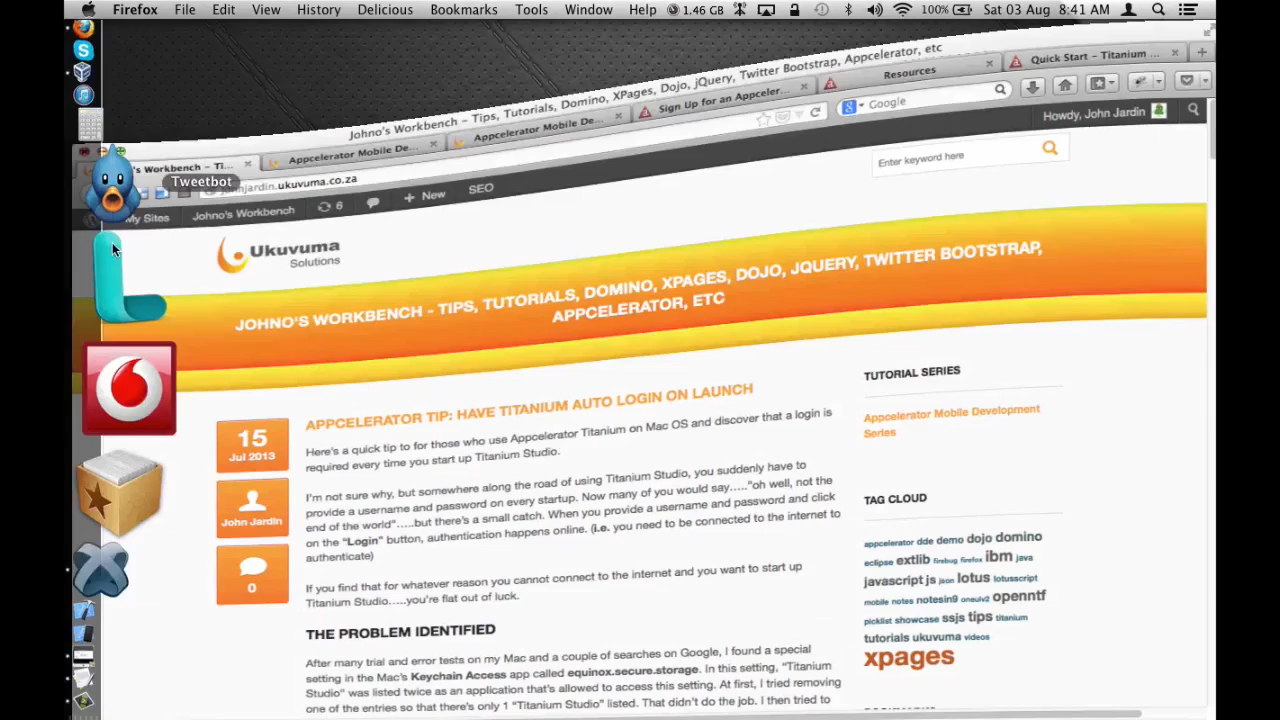 Firefox File Edit View History Delicious Bookmarks Tools Window Help 1.46 GB 100% Sat 03 Aug 8:41 AM
Johno's Workbench – Tips, Tutorials, Domino, XPages, Dojo, jQuery, Twitter Bootstrap, Appcelerator, etc
's Workbench – Ti... Appcelerator Mobile De... Appcelerator Mobile De... Sign Up for an Appceler... Resources Quick Start – Titanium ...
johnjardin.ukuvuma.co.za Google
Tweetbot
My Sites Johno's Workbench 6 + New SEO Howdy, John Jardin
Enter keyword here
Ukuvuma
Solutions
JOHNO'S WORKBENCH - TIPS, TUTORIALS, DOMINO, XPAGES, DOJO, JQUERY, TWITTER BOOTSTRAP,
APPCELERATOR, ETC
15
Jul 2013
John Jardin
0
APPCELERATOR TIP: HAVE TITANIUM AUTO LOGIN ON LAUNCH
Here's a quick tip to for those who use Appcelerator Titanium on Mac OS and discover that a login is
required every time you start up Titanium Studio.
I'm not sure why, but somewhere along the road of using Titanium Studio, you suddenly have to
provide a username and password on every startup. Now many of you would say…..“oh well, not the
end of the world”…..but there's a small catch. When you provide a username and password and click
on the “Login” button, authentication happens online. (i.e. you need to be connected to the internet to
authenticate)
If you find that for whatever reason you cannot connect to the internet and you want to start up
Titanium Studio…..you're flat out of luck.
THE PROBLEM IDENTIFIED
After many trial and error tests on my Mac and a couple of searches on Google, I found a special
setting in the Mac's Keychain Access app called equinox.secure.storage. In this setting, “Titanium
Studio” was listed twice as an application that's allowed to access this setting. At first, I tried removing
one of the entries so that there's only 1 “Titanium Studio” listed. That didn't do the job. I then tried to
TUTORIAL SERIES
Appcelerator Mobile Development
Series
TAG CLOUD
appcelerator dde demo dojo domino
eclipse extlib firebug firefox ibm java
javascript js json lotus lotusscript
mobile notes notesin9 oneuiv2 openntf
picklist showcase ssjs tips titanium
tutorials ukuvuma videos
xpages